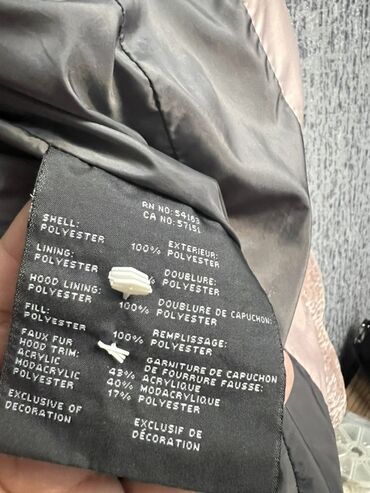 RN NO: 54163
CA NO: 57151
SHELL: EXTÉRIEUR:
POLYESTER 100% POLYESTER
LINING: DOUBLURE:
POLYESTER % POLYESTER
HOOD LINING: DOUBLURE DE CAPUCHON:
POLYESTER 100% POLYESTER
FILL: REMPLISSAGE:
POLYESTER 100% POLYESTER
FAUX FUR GARNITURE DE CAPUCHON
HOOD TRIM: DE FOURRURE FAUSSE:
ACRYLIC 43% ACRYLIQUE
MODACRYLIC 40% MODACRYLIQUE
POLYESTER 17% POLYESTER
EXCLUSIVE OF EXCLUSIF DE
DECORATION DÉCORATION